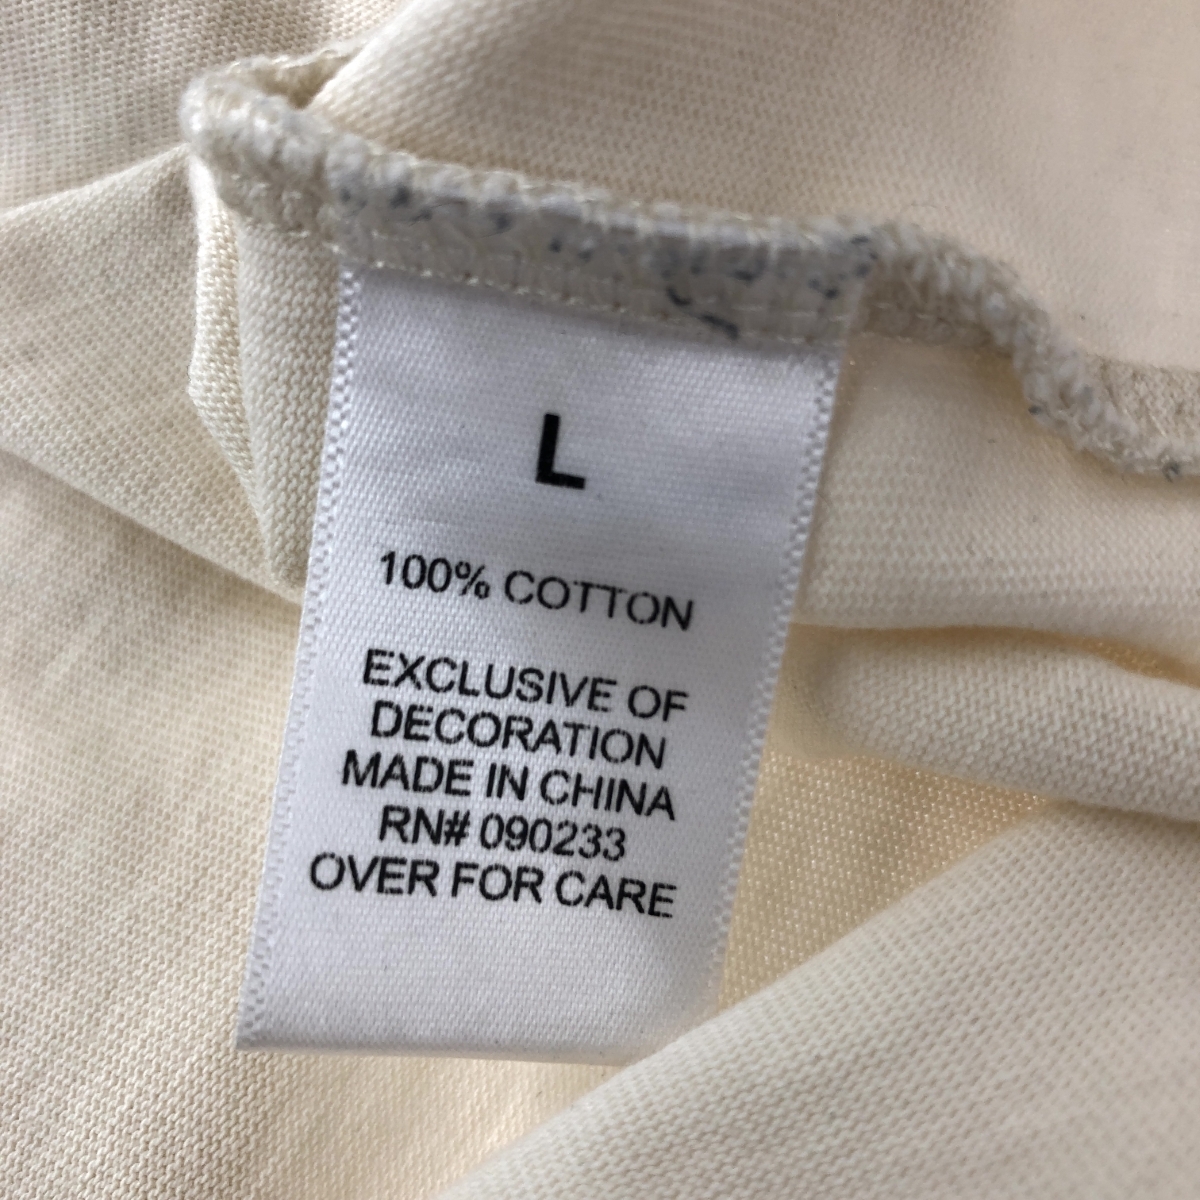 L
100% COTTON
EXCLUSIVE OF
DECORATION
MADE IN CHINA
RN# 090233
OVER FOR CARE